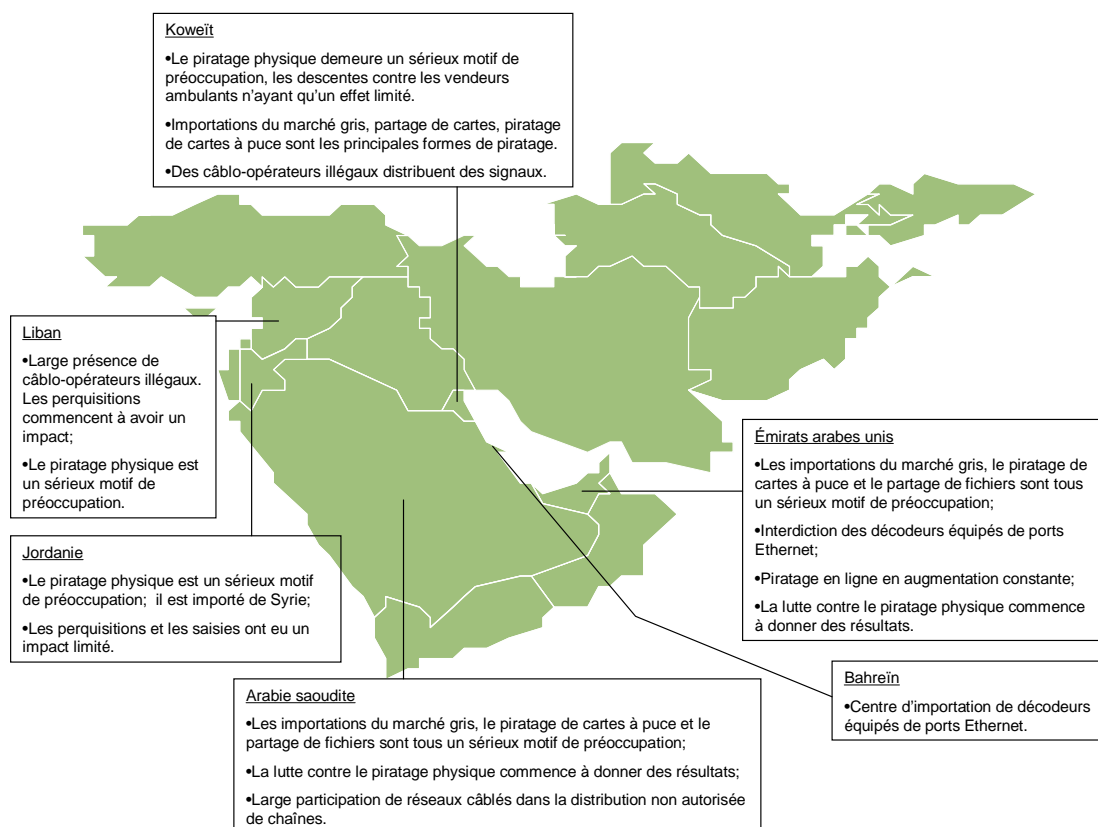 Koweït
•Le piratage physique demeure un sérieux motif de
préoccupation, les descentes contre les vendeurs
ambulants n'ayant qu'un effet limité.
•Importations du marché gris, partage de cartes, piratage
de cartes à puce sont les principales formes de piratage.
•Des câblo-opérateurs illégaux distribuent des signaux.
Liban
•Large présence de
câblo-opérateurs illégaux.
Les perquisitions
commencent à avoir un
impact;
•Le piratage physique est
un sérieux motif de
préoccupation.
Jordanie
•Le piratage physique est un sérieux motif
de préoccupation; il est importé de Syrie;
•Les perquisitions et les saisies ont eu un
impact limité.
Émirats arabes unis
•Les importations du marché gris, le piratage de
cartes à puce et le partage de fichiers sont tous
un sérieux motif de préoccupation;
•Interdiction des décodeurs équipés de ports
Ethernet;
•Piratage en ligne en augmentation constante;
•La lutte contre le piratage physique commence
à donner des résultats.
Bahreïn
•Centre d'importation de décodeurs
équipés de ports Ethernet.
Arabie saoudite
•Les importations du marché gris, le piratage de cartes à puce et le
partage de fichiers sont tous un sérieux motif de préoccupation;
•La lutte contre le piratage physique commence à donner des résultats;
•Large participation de réseaux câblés dans la distribution non autorisée
de chaînes.